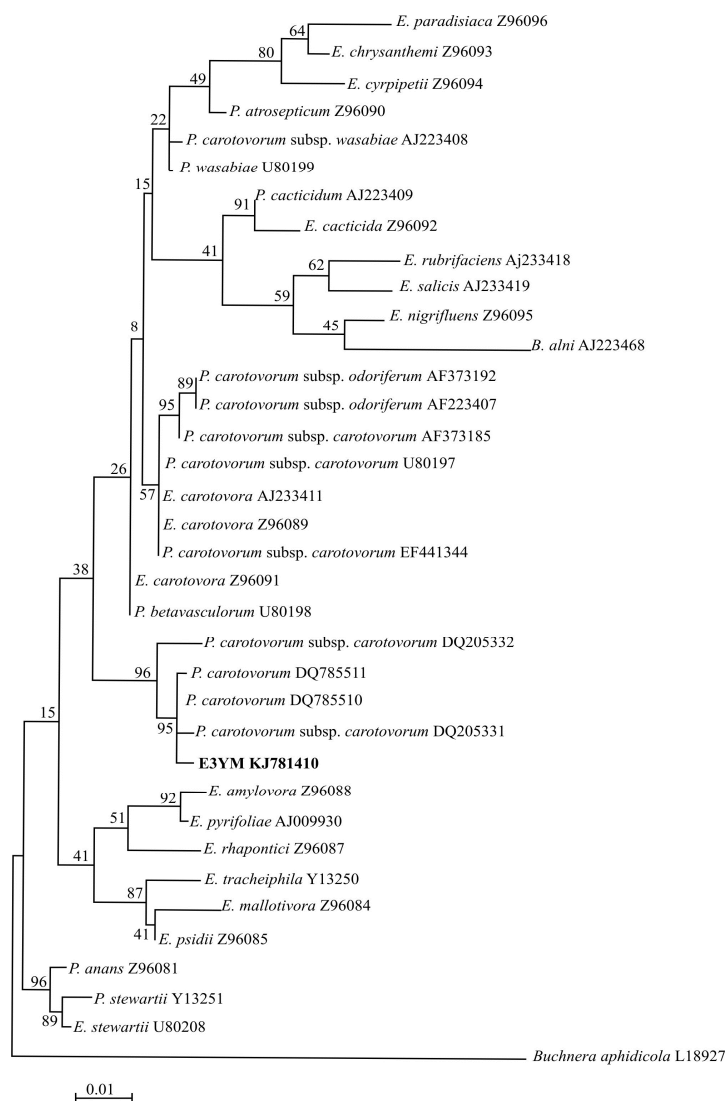 E. paradisiaca Z96096
64
E. chrysanthemi Z96093
80
E. cyrpipetii Z96094
49
P. atrosepticum Z96090
22
P. carotovorum subsp. wasabiae AJ223408
P. wasabiae U80199
15
P. cacticidum AJ223409
91
E. cacticida Z96092
41
E. rubrifaciens Aj233418
62
E. salicis AJ233419
59
E. nigrifluens Z96095
8
45
B. alni AJ223468
P. carotovorum subsp. odoriferum AF373192
89
P. carotovorum subsp. odoriferum AF223407
95
P. carotovorum subsp. carotovorum AF373185
P. carotovorum subsp. carotovorum U80197
26
57
E. carotovora AJ233411
E. carotovora Z96089
P. carotovorum subsp. carotovorum EF441344
38
E. carotovora Z96091
P. betavasculorum U80198
P. carotovorum subsp. carotovorum DQ205332
96
P. carotovorum DQ785511
P. carotovorum DQ785510
15
95
P. carotovorum subsp. carotovorum DQ205331
E3YM KJ781410
E. amylovora Z96088
92
51
E. pyrifoliae AJ009930
E. rhapontici Z96087
41
E. tracheiphila Y13250
87
E. mallotivora Z96084
41
E. psidii Z96085
P. anans Z96081
96
P. stewartii Y13251
89
E. stewartii U80208
Buchnera aphidicola L18927
0.01